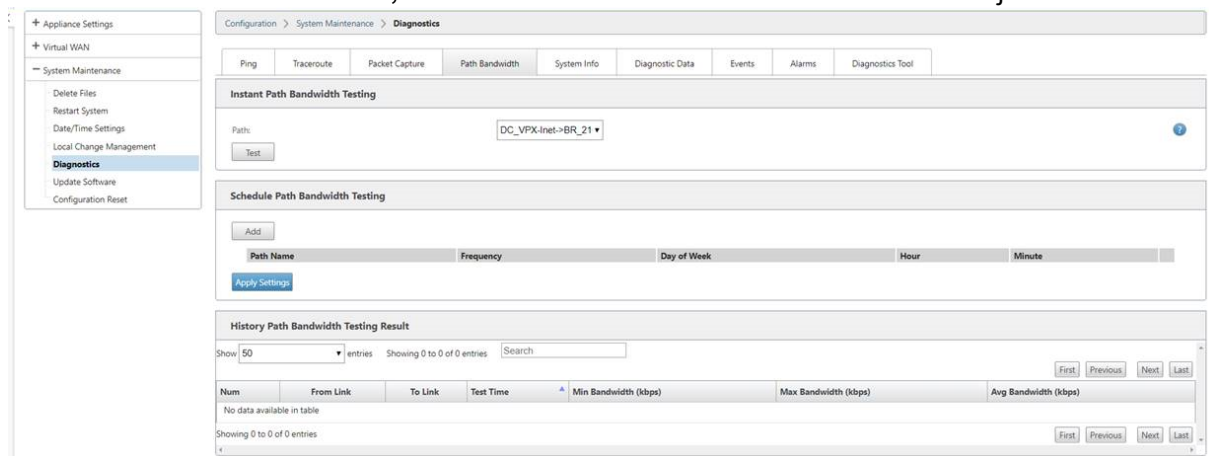 + Appliance Settings
+ Virtual WAN
− System Maintenance
Delete Files
Restart System
Date/Time Settings
Local Change Management
Diagnostics
Update Software
Configuration Reset
Configuration > System Maintenance > Diagnostics
Ping Traceroute Packet Capture Path Bandwidth System Info Diagnostic Data Events Alarms Diagnostics Tool
Instant Path Bandwidth Testing
Path: DC_VPX-Inet->BR_21 ▾
?
Test
Schedule Path Bandwidth Testing
Add
Path Name Frequency Day of Week Hour Minute
Apply Settings
History Path Bandwidth Testing Result
Show 50 ▾ entries Showing 0 to 0 of 0 entries Search
First Previous Next Last
Num From Link To Link Test Time Min Bandwidth (kbps) Max Bandwidth (kbps) Avg Bandwidth (kbps)
No data available in table
Showing 0 to 0 of 0 entries First Previous Next Last